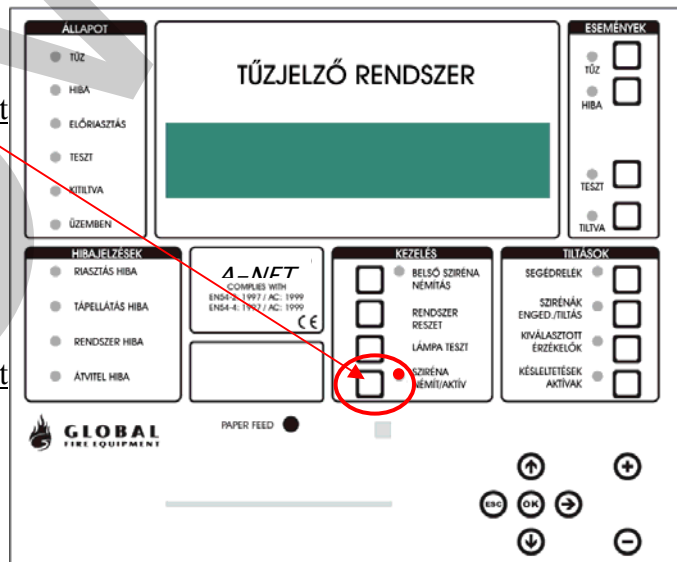 ÁLLAPOT
TŰZ
HIBA
ELŐRIASZTÁS
TESZT
KITILTVA
ÜZEMBEN
TŰZJELZŐ RENDSZER
ESEMÉNYEK
TŰZ
HIBA
TESZT
TILTVA
HIBAJELZÉSEK
RIASZTÁS HIBA
TÁPELLÁTÁS HIBA
RENDSZER HIBA
ÁTVITEL HIBA
A-NET
COMPLIES WITH
EN54-2: 1997 / AC: 1999
EN54-4: 1997 / AC: 1999
CE
KEZELÉS
BELSŐ SZIRÉNA
NÉMÍTÁS
RENDSZER
RESZET
LÁMPA TESZT
SZIRÉNA
NÉMÍT/AKTÍV
TILTÁSOK
SEGÉDRELÉK
SZIRÉNÁK
ENGED./TILTÁS
KIVÁLASZTOTT
ÉRZÉKELŐK
KÉSLELTETÉSEK
AKTÍVAK
GLOBAL
FIRE EQUIPMENT
PAPER FEED
ESC
OK